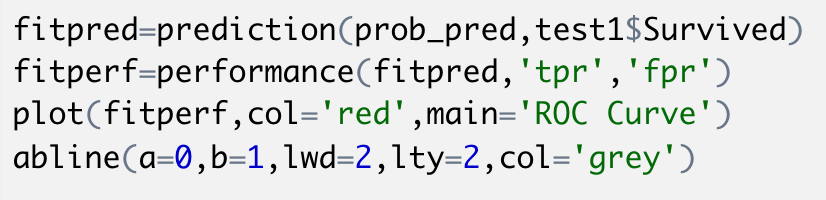 fitpred=prediction(prob_pred,test1$Survived)
fitperf=performance(fitpred,'tpr','fpr')
plot(fitperf,col='red',main='ROC Curve')
abline(a=0,b=1,lwd=2,lty=2,col='grey')